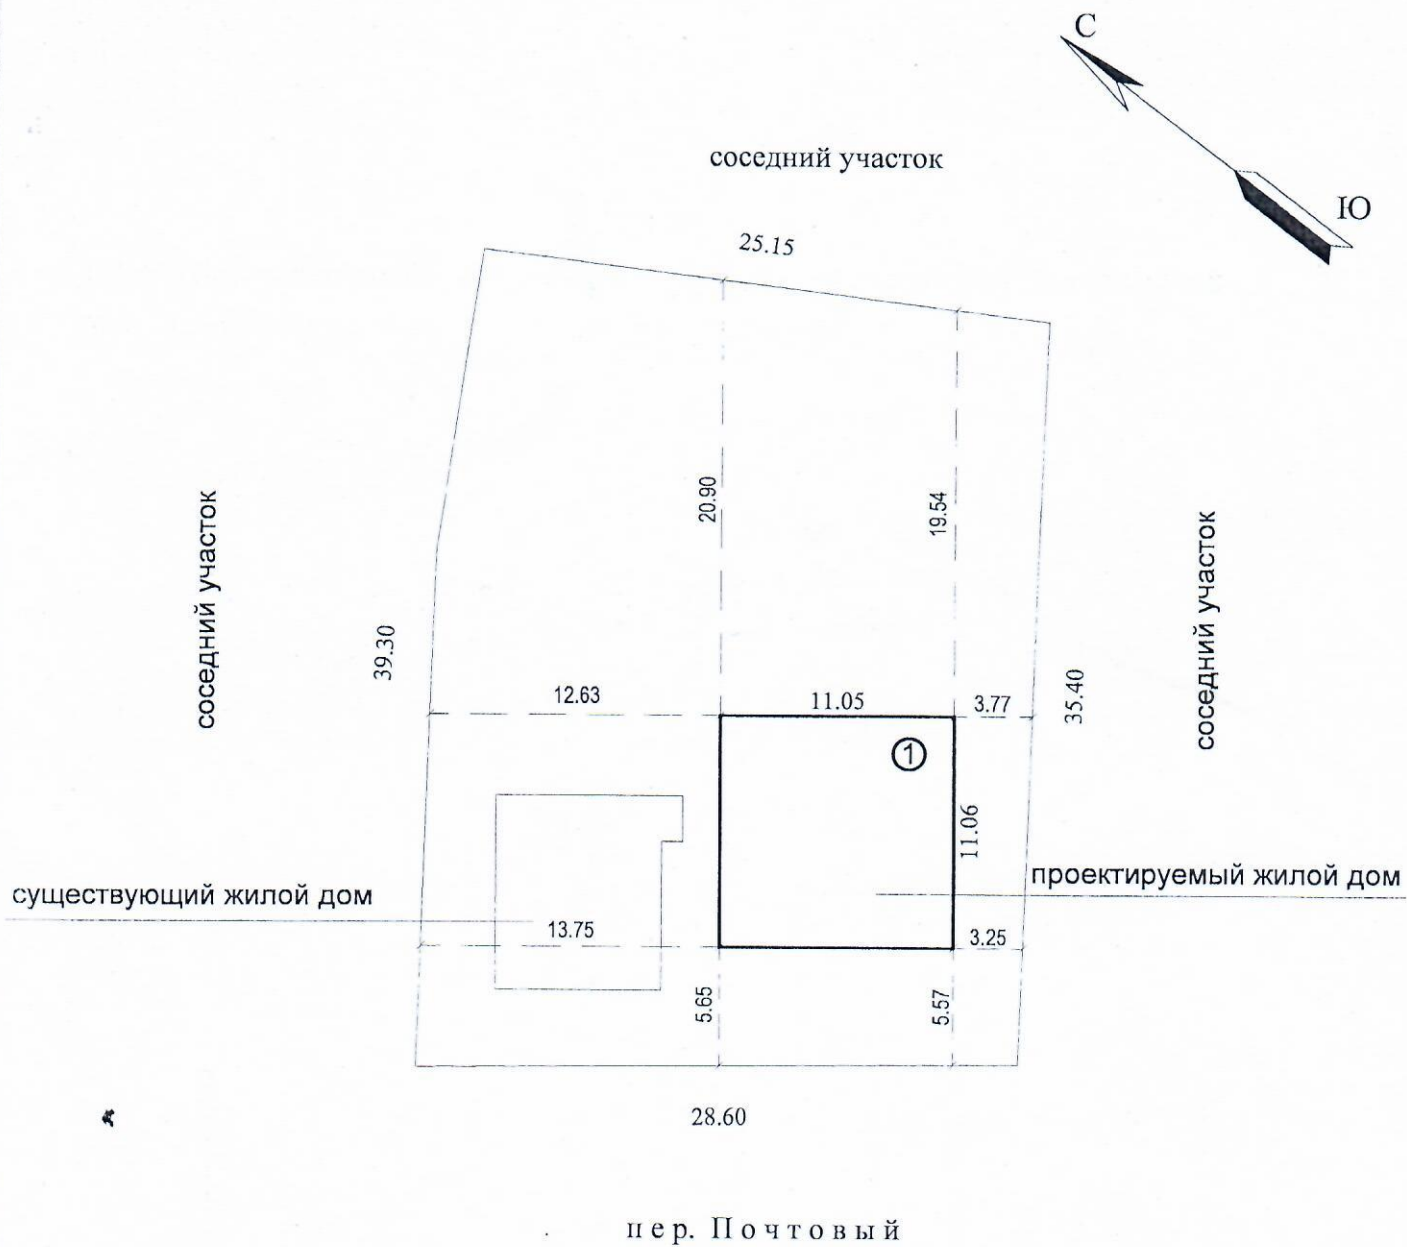 С
Ю
соседний участок
25.15
соседний участок
20.90
19.54
соседний участок
39.30
35.40
12.63
11.05
3.77
1
11.06
существующий жилой дом
проектируемый жилой дом
13.75
3.25
5.65
5.57
28.60
пер. Почтовый